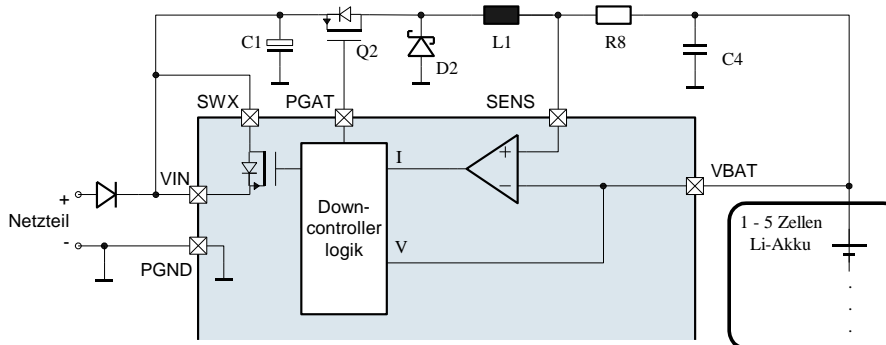 C1
Q2
D2
L1
R8
C4
SWX
PGAT
SENS
VIN
I
+
−
VBAT
+
Netzteil
-
PGND
Down-
controller
logik
V
1 - 5 Zellen
Li-Akku